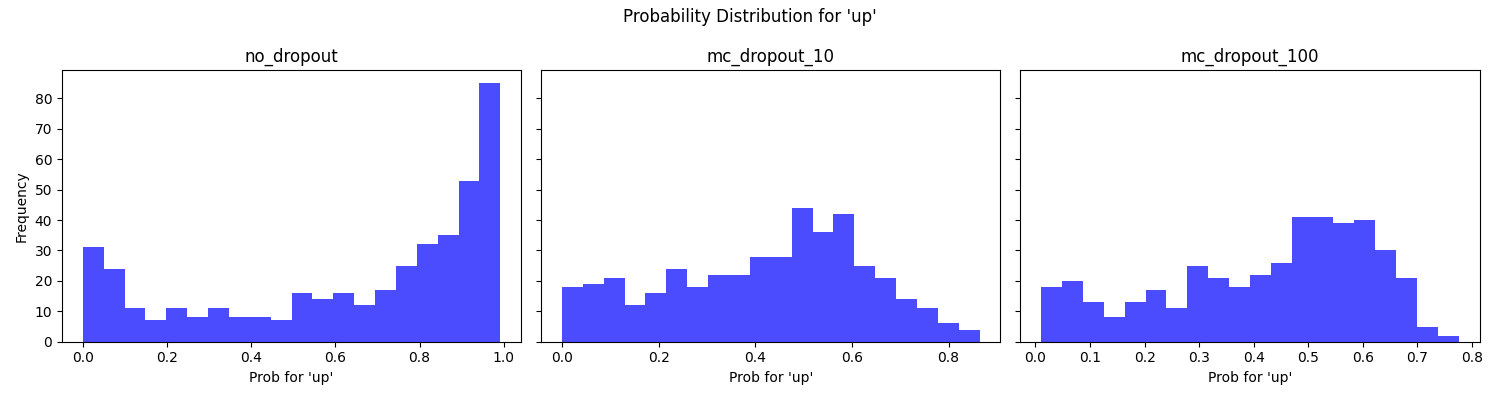 Probability Distribution for 'up'
no_dropout
mc_dropout_10
mc_dropout_100
Frequency
0
10
20
30
40
50
60
70
80
0.0 0.2 0.4 0.6 0.8 1.0
0.0 0.2 0.4 0.6 0.8
0.0 0.1 0.2 0.3 0.4 0.5 0.6 0.7 0.8
Prob for 'up'
Prob for 'up'
Prob for 'up'